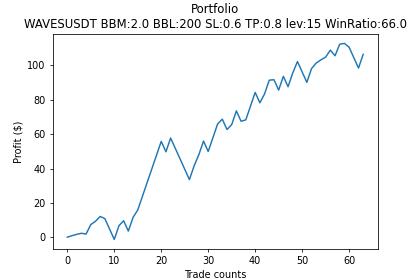 Portfolio
WAVESUSDT BBM:2.0 BBL:200 SL:0.6 TP:0.8 lev:15 WinRatio:66.0
Profit ($)
100
80
60
40
20
0
0 10 20 30 40 50 60
Trade counts